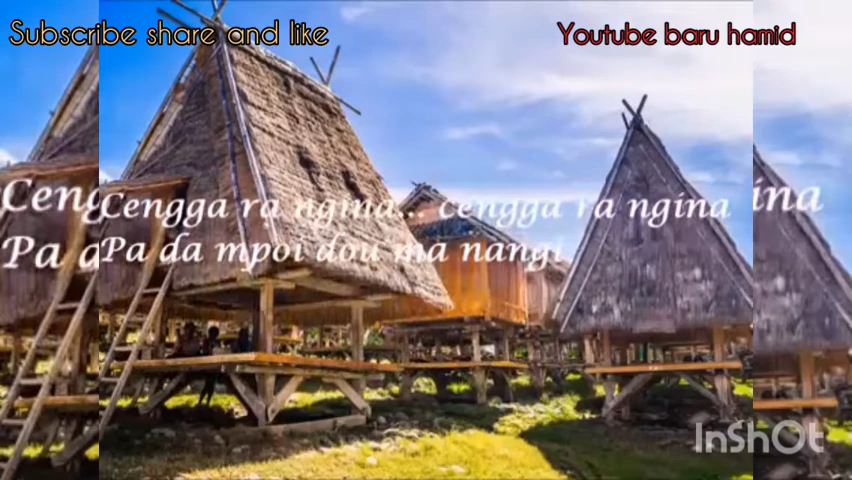 Subscribe share and like
Youtube baru hamid
Cengga ra ngina... cengga ra ngina
Pa da mpoi dou ma nangi
InShOt